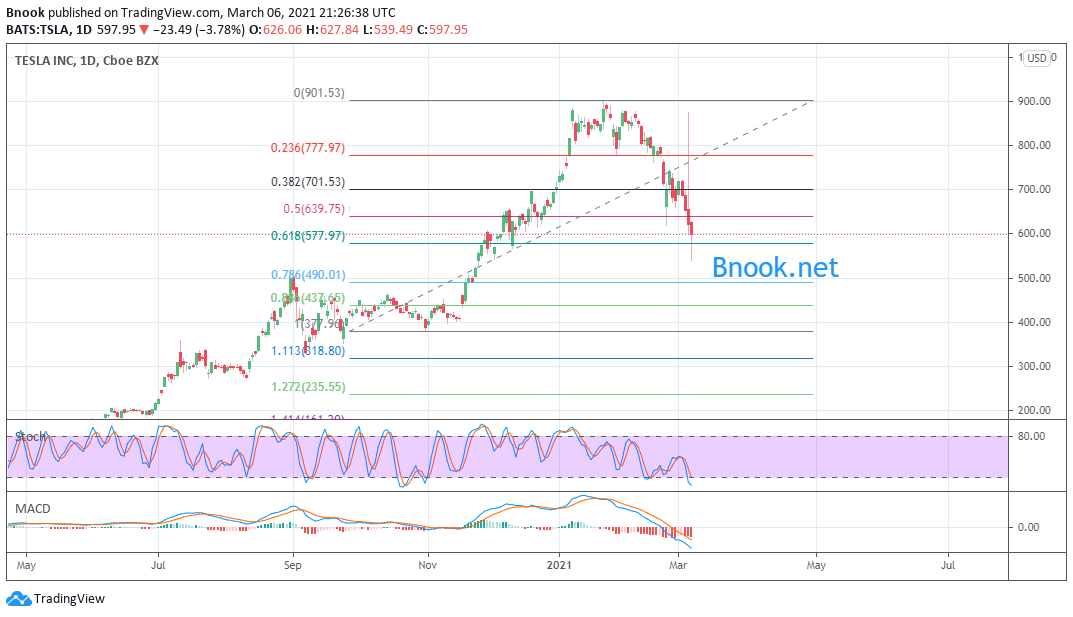 Bnook published on TradingView.com, March 06, 2021 21:26:38 UTC
BATS:TSLA, 1D 597.95 ▼ −23.49 (−3.78%) O:626.06 H:627.84 L:539.49 C:597.95
TESLA INC, 1D, Cboe BZX
USD
0(901.53)
900.00
0.236(777.97)
800.00
0.382(701.53)
700.00
0.5(639.75)
0.618(577.97)
600.00
Bnook.net
0.786(490.01)
500.00
1(377.96)
400.00
1.113(318.80)
300.00
1.272(235.55)
200.00
Stoch
80.00
MACD
0.00
May Jul Sep Nov 2021 Mar May Jul
TradingView